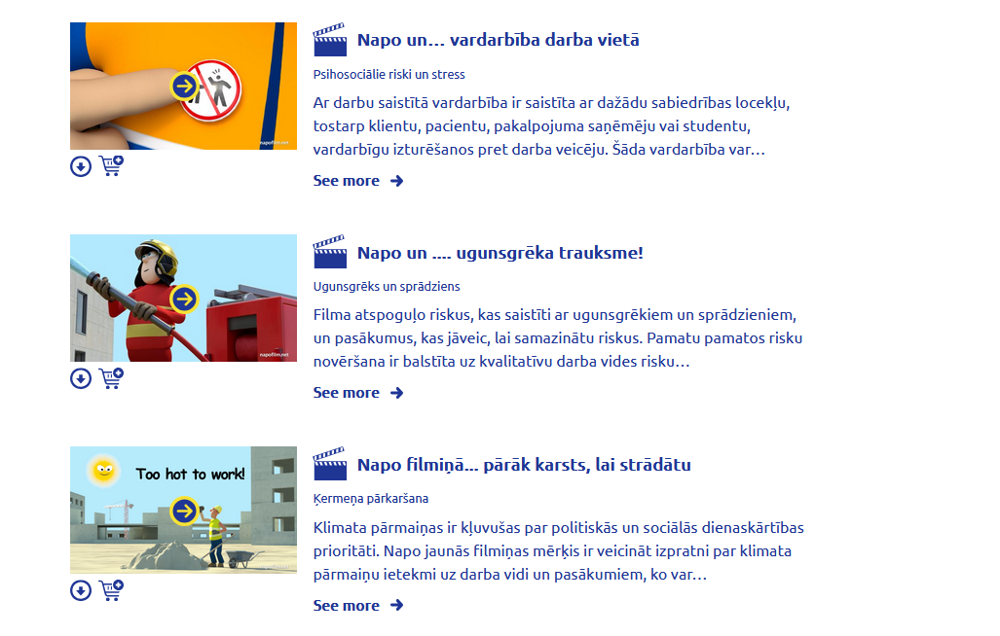 Napo un… vardarbība darba vietā
Psihosociālie riski un stress
Ar darbu saistītā vardarbība ir saistīta ar dažādu sabiedrības locekļu,
tostarp klientu, pacientu, pakalpojuma saņēmēju vai studentu,
vardarbīgu izturēšanos pret darba veicēju. Šāda vardarbība var…
napofilm.net
See more
Napo un .... ugunsgrēka trauksme!
Ugunsgrēks un sprādziens
Filma atspoguļo riskus, kas saistīti ar ugunsgrēkiem un sprādzieniem,
un pasākumus, kas jāveic, lai samazinātu riskus. Pamatu pamatos risku
novēršana ir balstīta uz kvalitatīvu darba vides risku…
napofilm.net
See more
Too hot to work!
Napo filmiņā... pārāk karsts, lai strādātu
Ķermeņa pārkaršana
Klimata pārmaiņas ir kļuvušas par politiskās un sociālās dienaskārtības
prioritāti. Napo jaunās filmiņas mērķis ir veicināt izpratni par klimata
pārmaiņu ietekmi uz darba vidi un pasākumiem, ko var…
See more